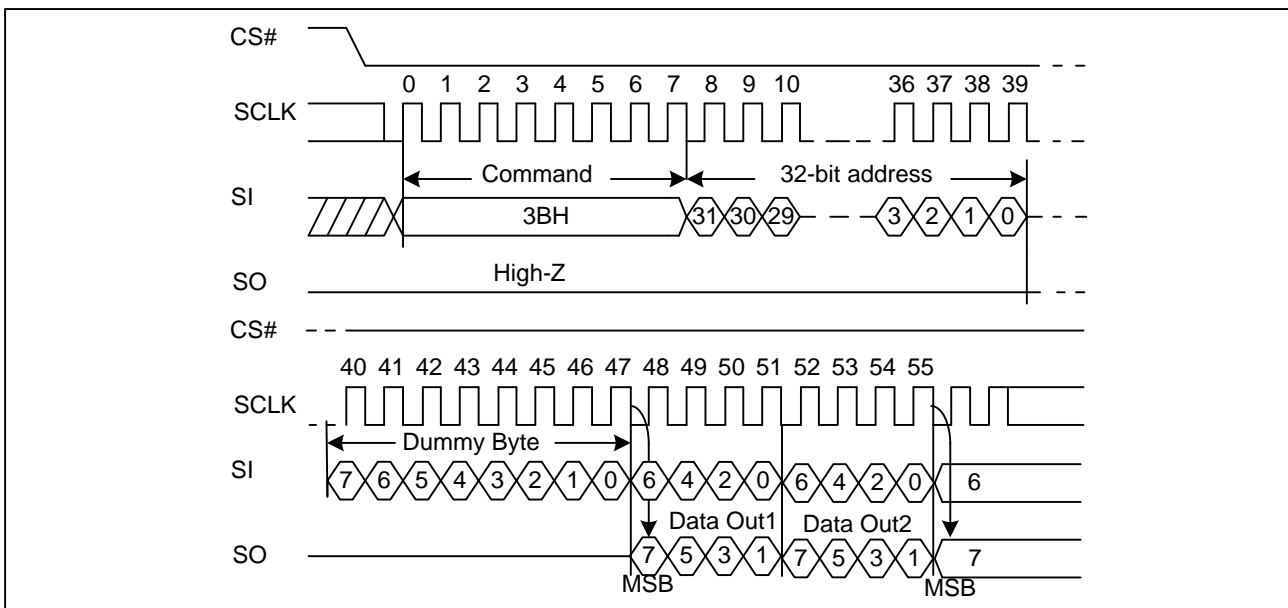 CS#
0 1 2 3 4 5 6 7 8 9 10 36 37 38 39
SCLK
Command 32-bit address
SI
3BH 31 30 29 3 2 1 0
High-Z
SO
CS#
40 41 42 43 44 45 46 47 48 49 50 51 52 53 54 55
SCLK
Dummy Byte
SI
7 6 5 4 3 2 1 0 6 4 2 0 6 4 2 0 6
Data Out1 Data Out2
SO
7 5 3 1 7 5 3 1 7
MSB MSB